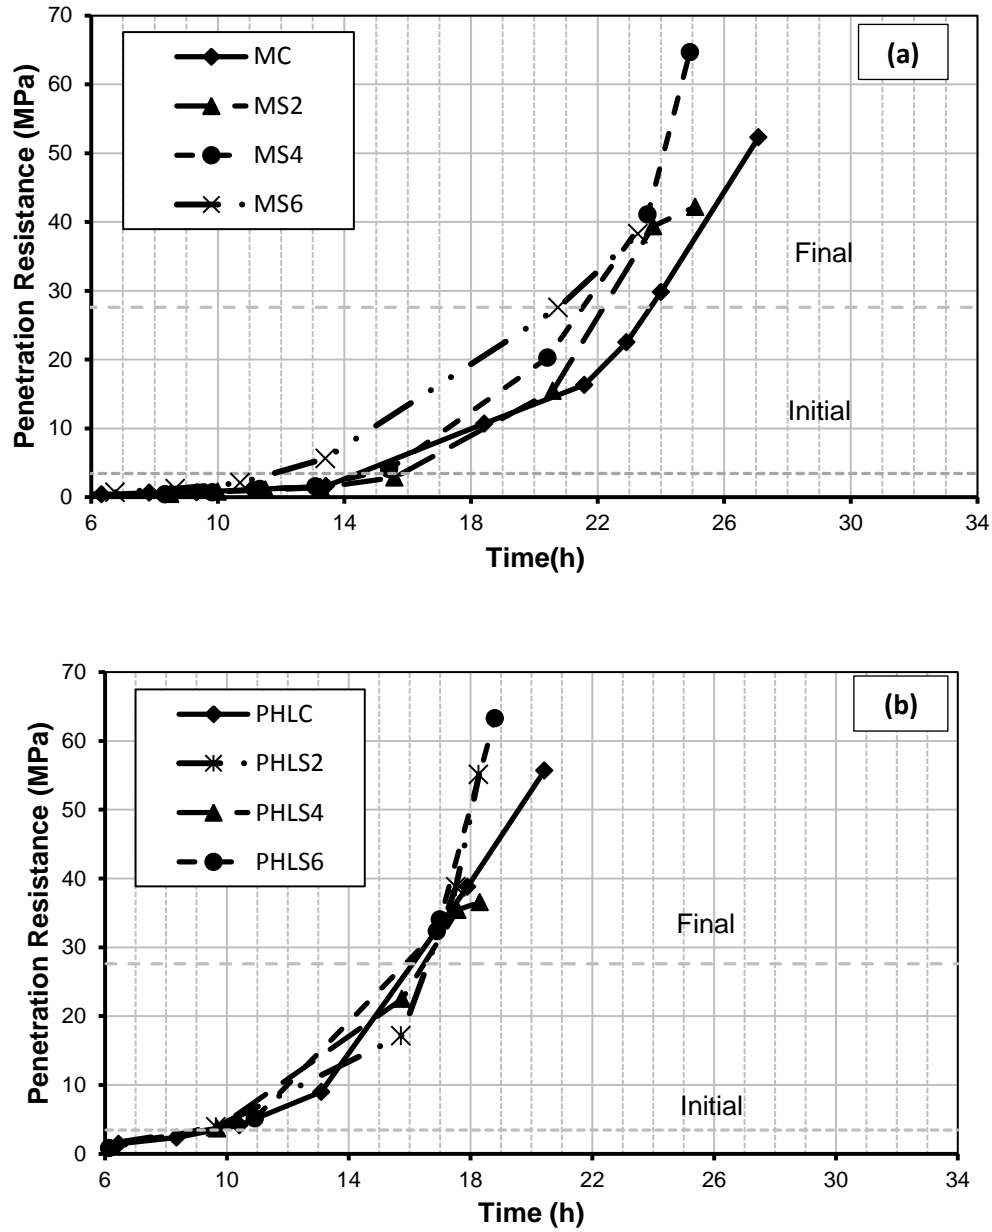 70
60
50
40
30
20
10
0
Penetration Resistance (MPa)
MC
MS2
MS4
MS6
(a)
Final
Initial
6 10 14 18 22 26 30 34
Time(h)
70
60
50
40
30
20
10
0
Penetration Resistance (MPa)
PHLC
PHLS2
PHLS4
PHLS6
(b)
Final
Initial
6 10 14 18 22 26 30 34
Time (h)